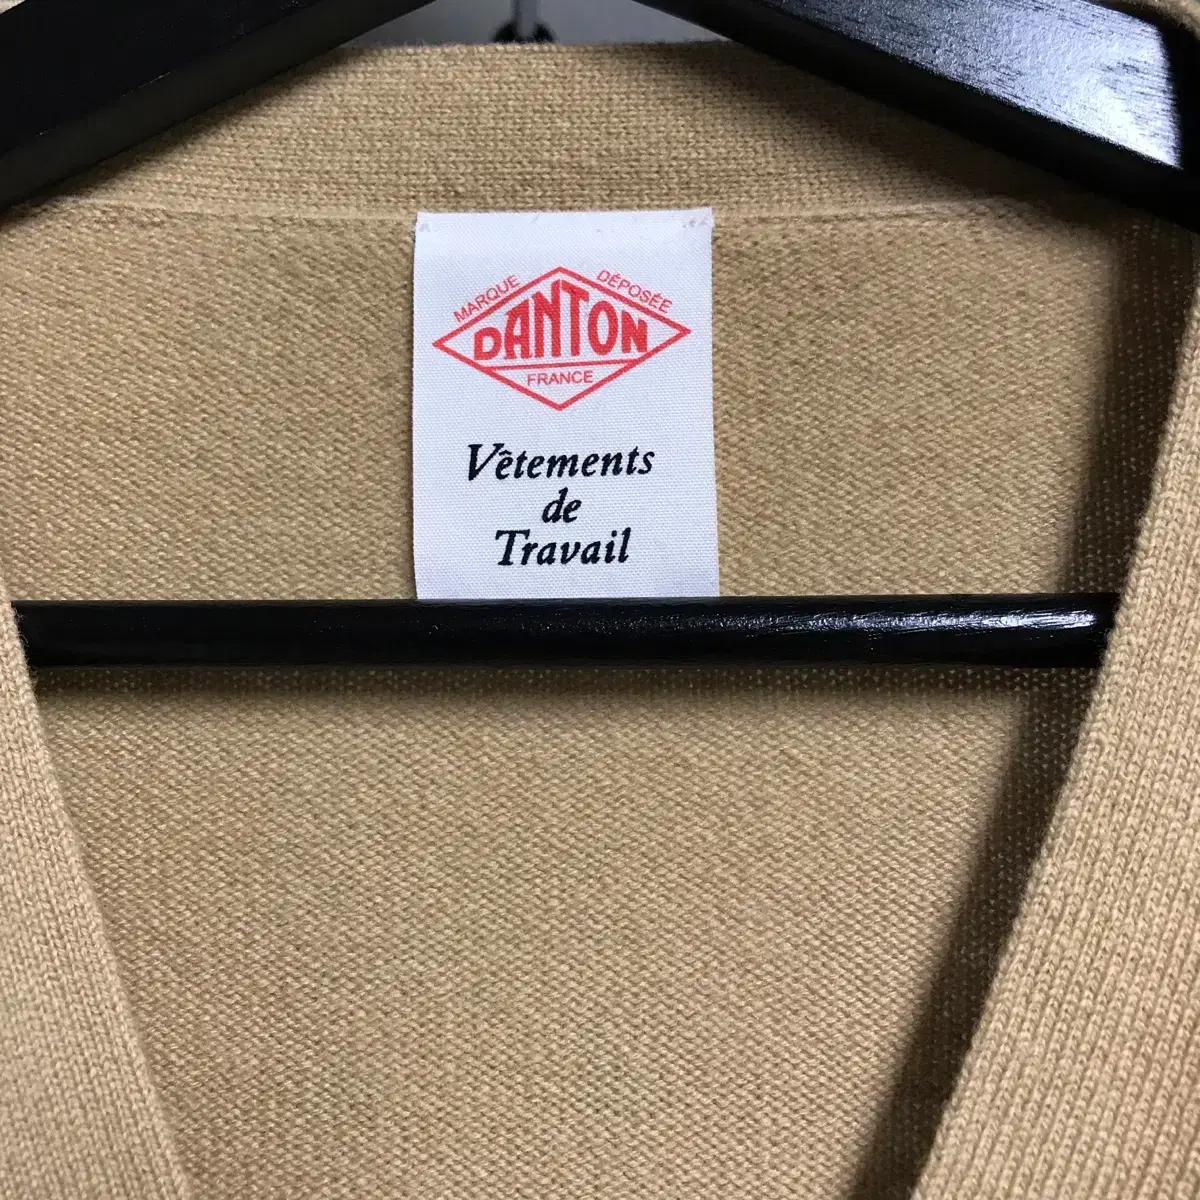 MARQUE DÉPOSÉE
DANTON
FRANCE
Vêtements
de
Travail